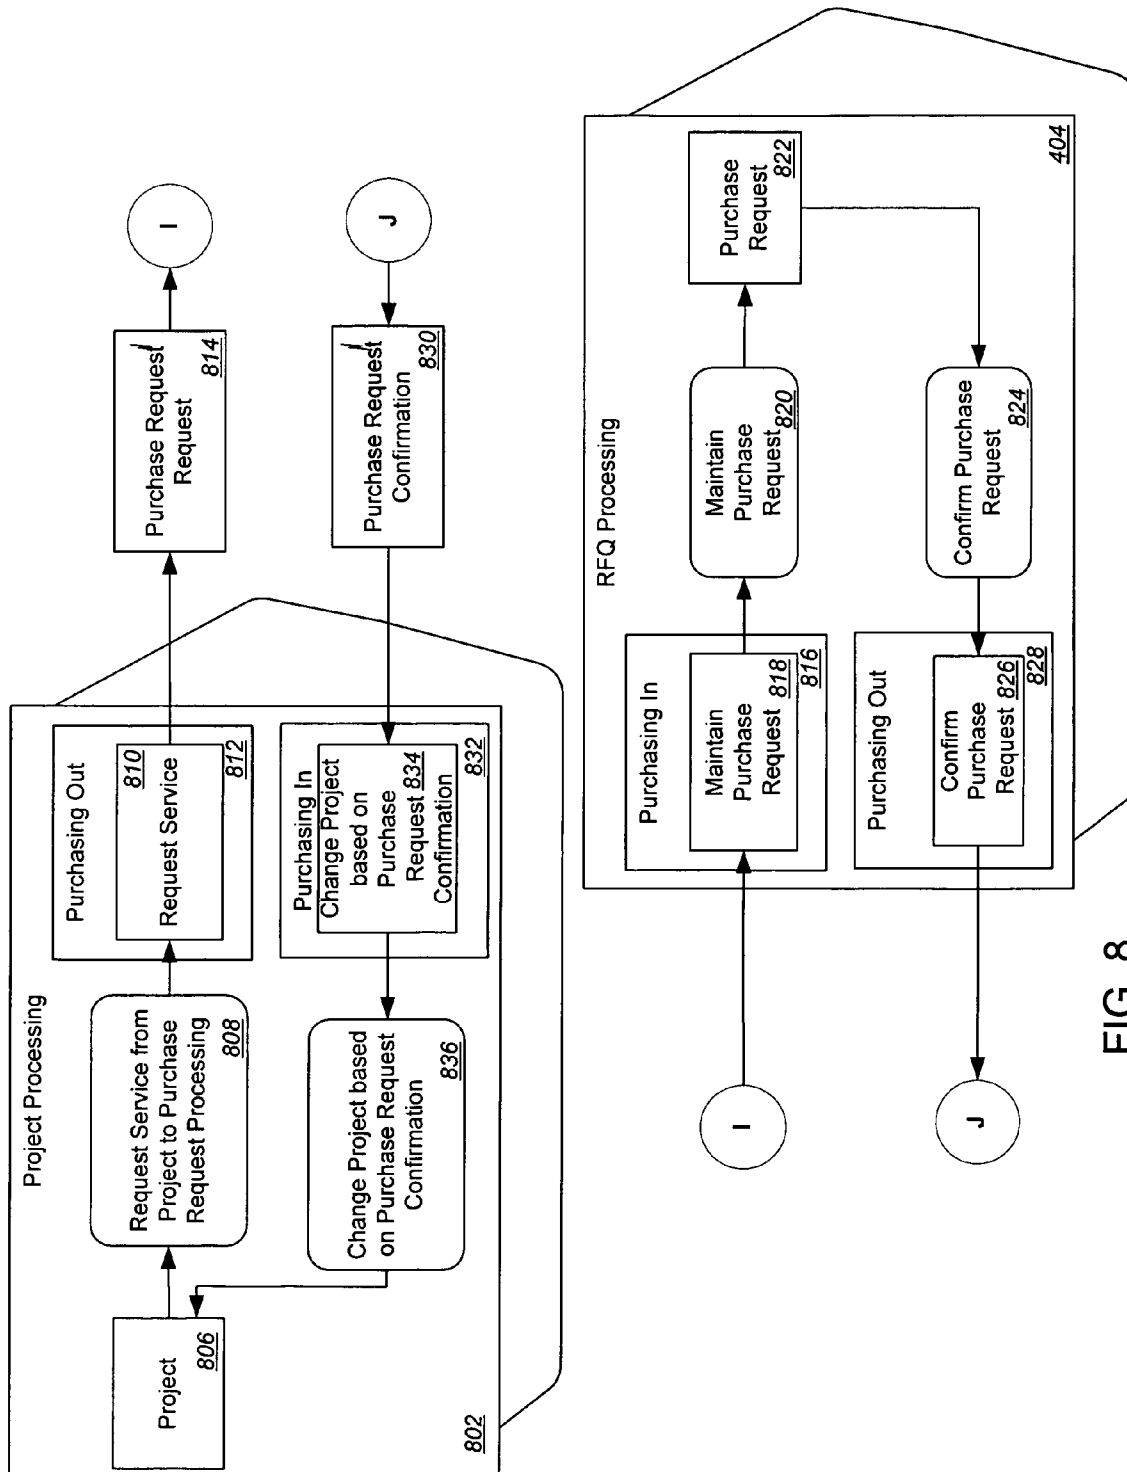 Project Processing
Project
806
Request Service from
Project to Purchase
Request Processing
808
Purchasing Out
810
Request Service
812
Purchase Request
Request
814
I
Change Project based
on Purchase Request
Confirmation
836
Purchasing In
Change Project
based on
Purchase
Request 834
Confirmation
832
Purchase Request
Confirmation
830
J
802
RFQ Processing
I
Purchasing In
Maintain
Purchase
Request 818
816
Maintain
Purchase
Request 820
Purchase
Request
822
J
Purchasing Out
Confirm
Purchase
Request 826
828
Confirm Purchase
Request
824
404
FIG. 8